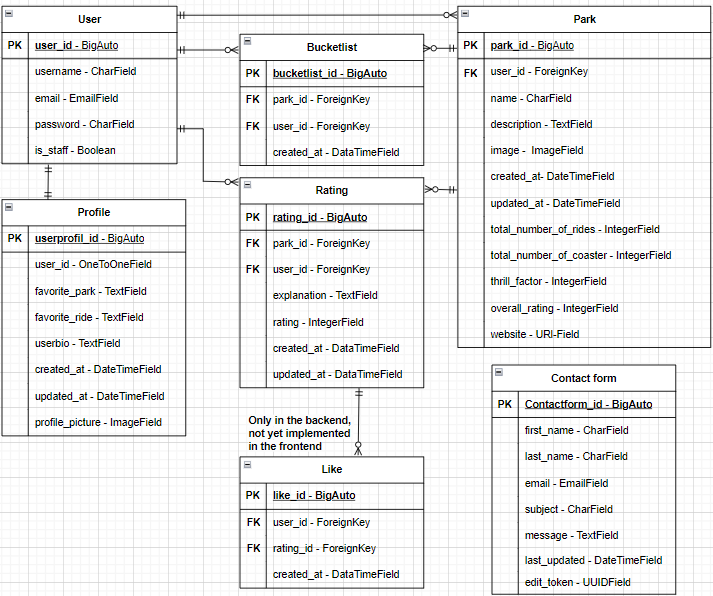 User
PK user_id - BigAuto
username - CharField
email - EmailField
password - CharField
is_staff - Boolean
Profile
PK userprofil_id - BigAuto
user_id - OneToOneField
favorite_park - TextField
favorite_ride - TextField
userbio - TextField
created_at - DateTimeField
updated_at - DateTimeField
profile_picture - ImageField
Bucketlist
PK bucketlist_id - BigAuto
FK park_id - ForeignKey
FK user_id - ForeignKey
created_at - DataTimeField
Rating
PK rating_id - BigAuto
FK park_id - ForeignKey
FK user_id - ForeignKey
explanation - TextField
rating - IntegerField
created_at - DataTimeField
updated_at - DataTimeField
Only in the backend,
not yet implemented
in the frontend
Like
PK like_id - BigAuto
FK user_id - ForeignKey
FK rating_id - ForeignKey
created_at - DataTimeField
Park
PK park_id - BigAuto
FK user_id - ForeignKey
name - CharField
description - TextField
image - ImageField
created_at- DateTimeField
updated_at - DateTimeField
total_number_of_rides - IntegerField
total_number_of_coaster - IntegerField
thrill_factor - IntegerField
overall_rating - IntegerField
website - URI-Field
Contact form
PK Contactform_id - BigAuto
first_name - CharField
last_name - CharField
email - EmailField
subject - CharField
message - TextField
last_updated - DateTimeField
edit_token - UUIDField